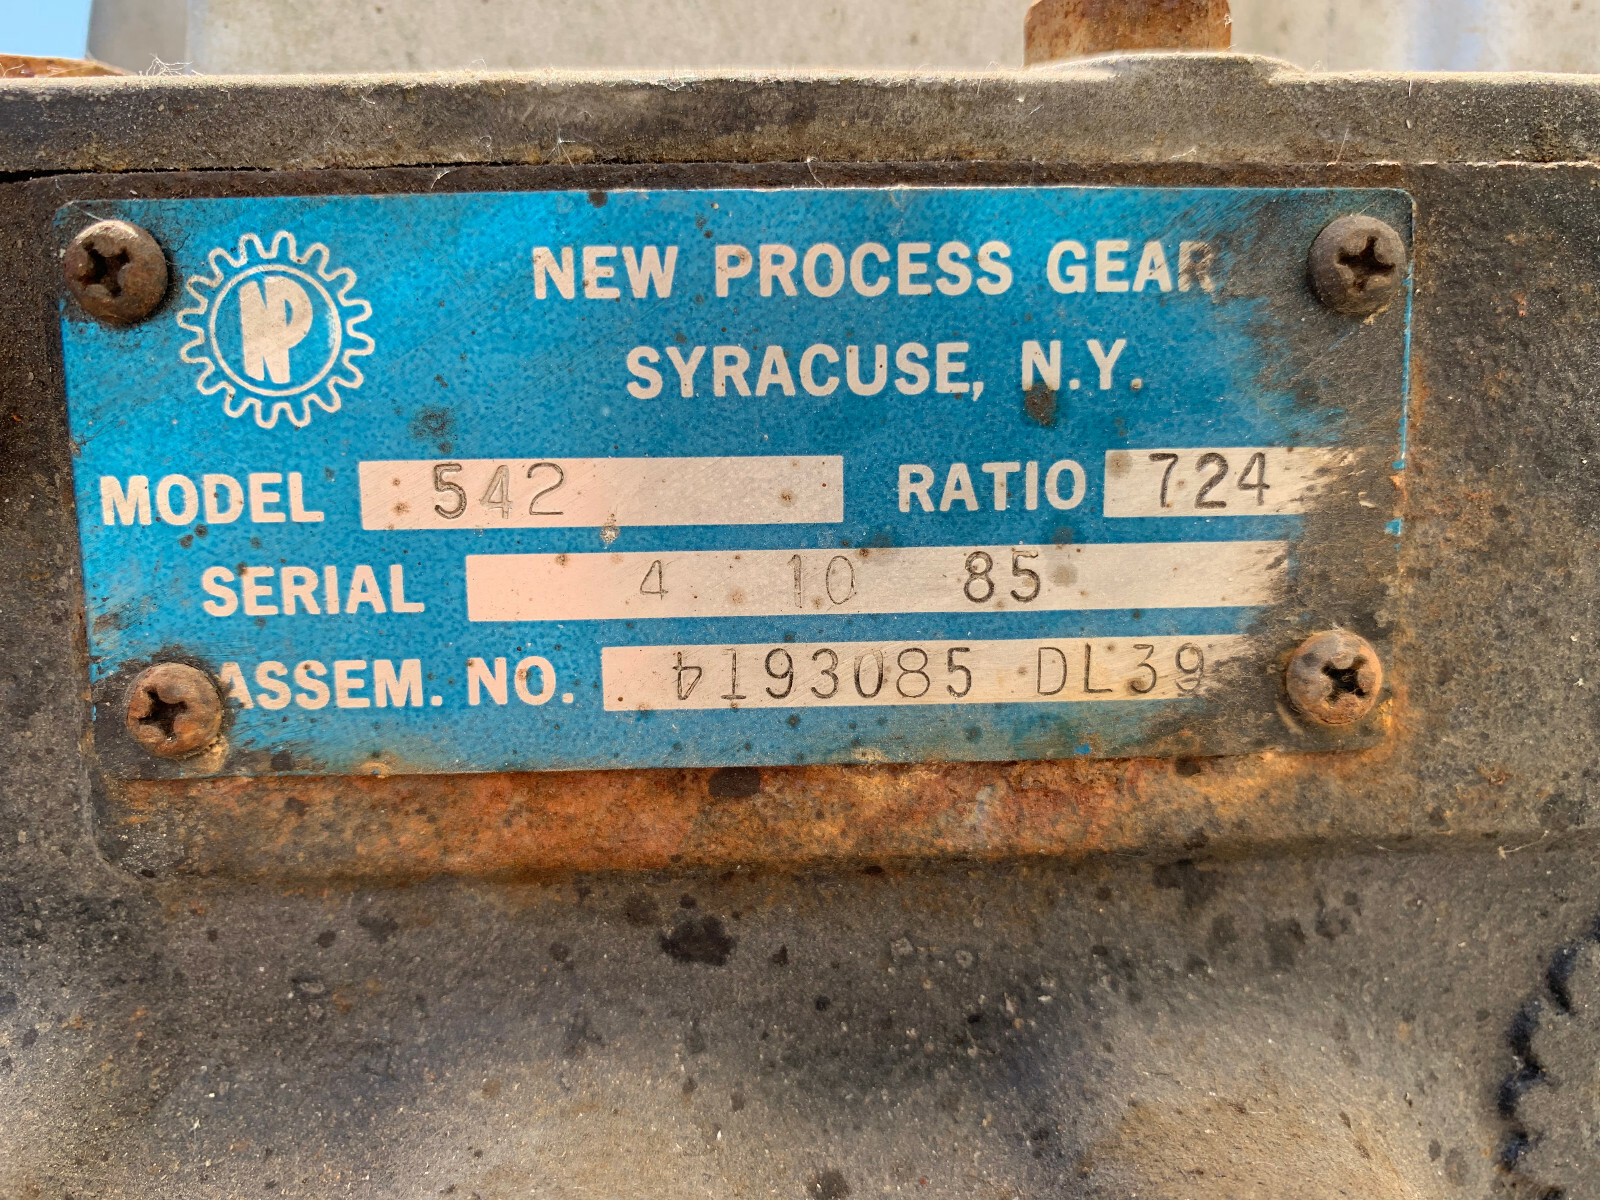 NP
NEW PROCESS GEAR
SYRACUSE, N.Y.
MODEL 542 RATIO 724
SERIAL 4 10 85
ASSEM. NO. 4193085 DL39